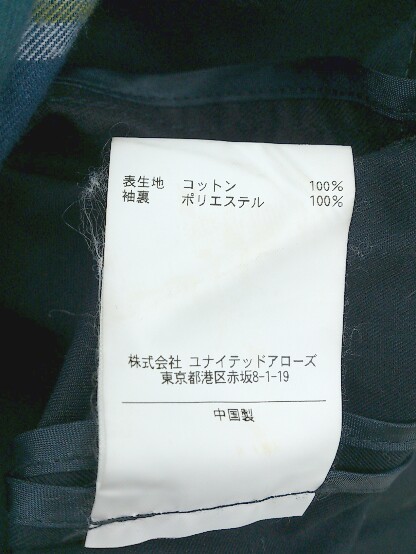 表生地 コットン 100%
袖裏 ポリエステル 100%
株式会社 ユナイテッドアローズ
東京都港区赤坂8-1-19
中国製